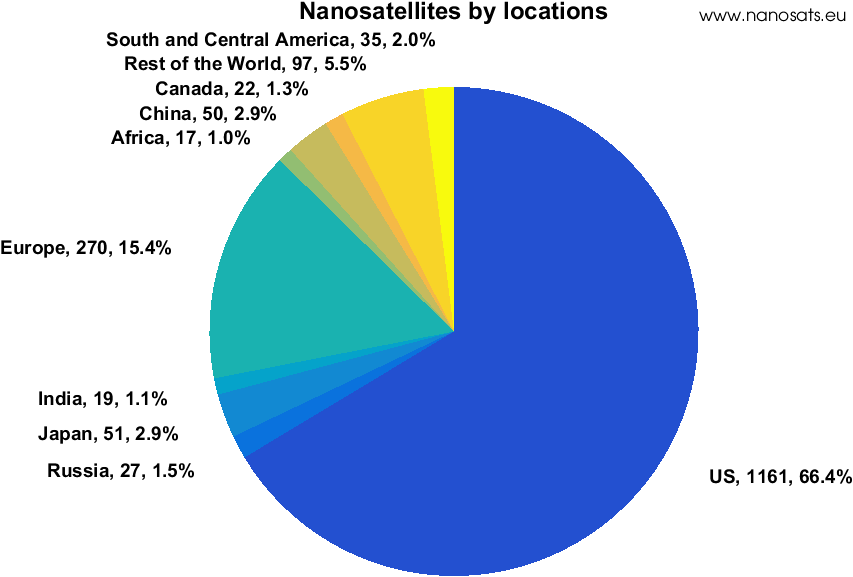 Nanosatellites by locations
www.nanosats.eu
South and Central America, 35, 2.0%
Rest of the World, 97, 5.5%
Canada, 22, 1.3%
China, 50, 2.9%
Africa, 17, 1.0%
Europe, 270, 15.4%
India, 19, 1.1%
Japan, 51, 2.9%
Russia, 27, 1.5%
US, 1161, 66.4%